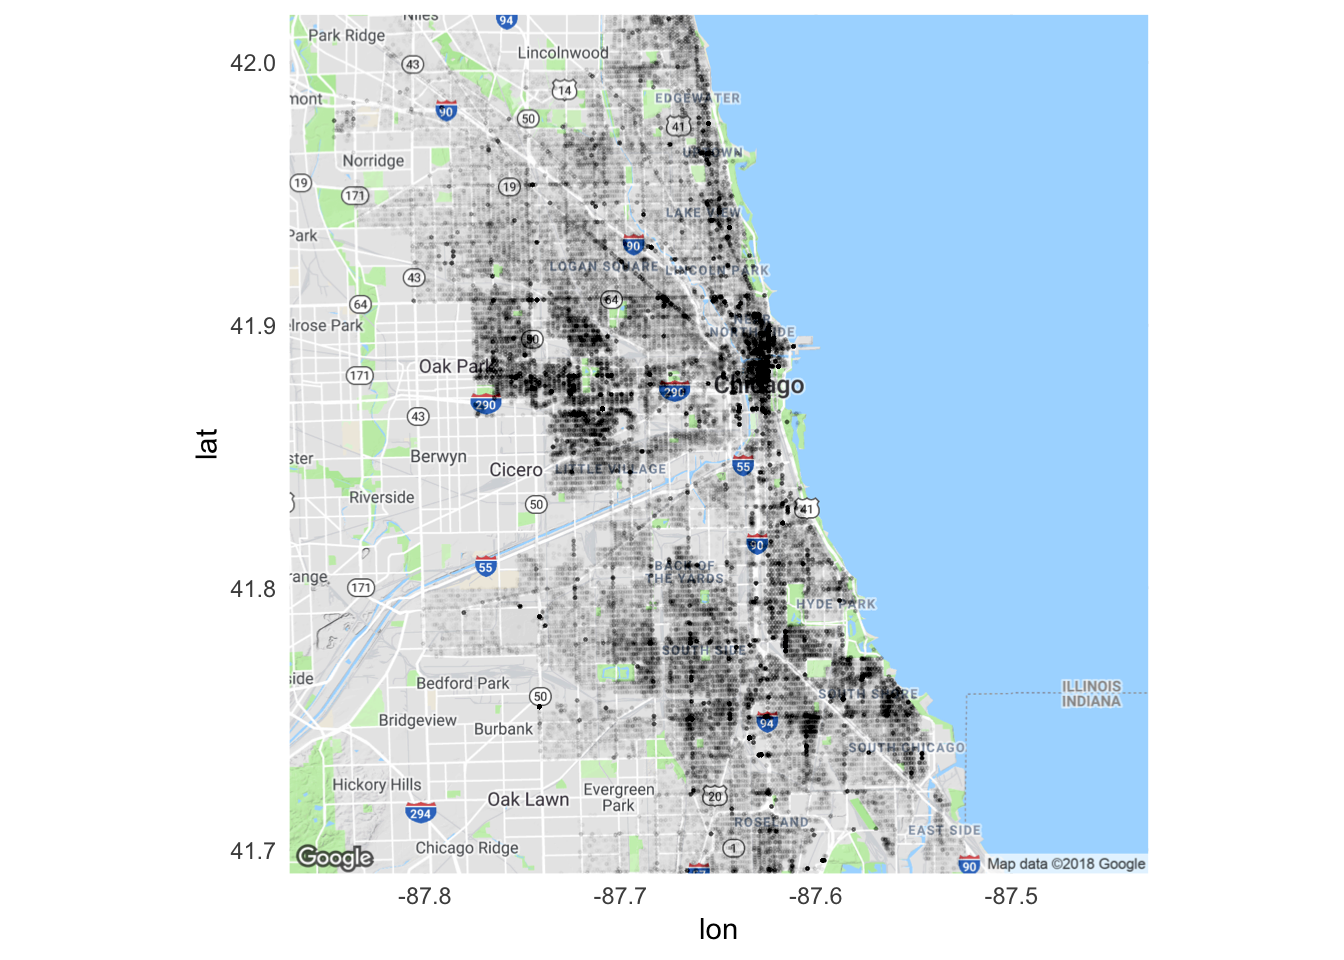 Niles
94
Park Ridge
Lincolnwood
43
42.0
14
mont
EDGEWATER
90
50
41
UPTOWN
Norridge
19
19
171
LAKE VIEW
Park
90
LOGAN SQUARE
LINCOLN PARK
43
64
64
elrose Park
41.9
NEAR
NORTH SIDE
50
Oak Park
171
Chicago
290
290
43
Berwyn
ster
Cicero
LITTLE VILLAGE
55
Riverside
50
41
90
55
BACK OF
THE YARDS
range
171
41.8
HYDE PARK
lat
SOUTH SIDE
side
Bedford Park
50
SOUTH SHORE
ILLINOIS
INDIANA
Bridgeview
Burbank
94
SOUTH CHICAGO
Hickory Hills
Evergreen
Park
Oak Lawn
20
294
ROSELAND
EAST SIDE
Chicago Ridge
1
41.7
Google
90
Map data ©2018 Google
-87.8
-87.7
-87.6
-87.5
lon